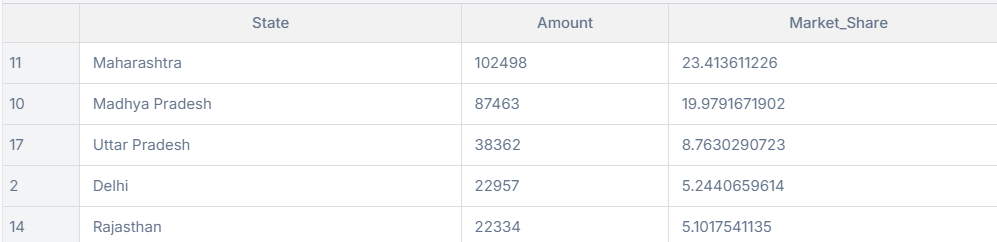 State Amount Market_Share
11 Maharashtra 102498 23.413611226
10 Madhya Pradesh 87463 19.9791671902
17 Uttar Pradesh 38362 8.7630290723
2 Delhi 22957 5.2440659614
14 Rajasthan 22334 5.1017541135